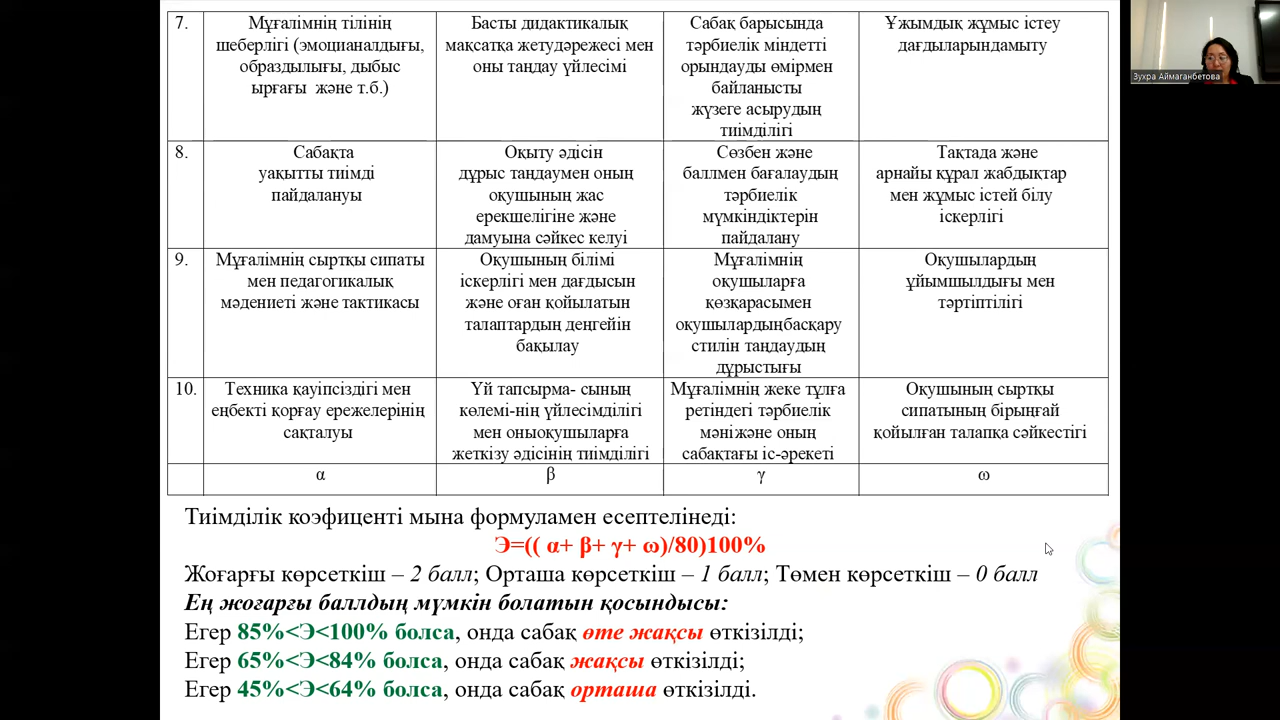 7.
Мұғалімнің тілінің
шеберлігі (эмоцианалдығы,
образдылығы, дыбыс
ырғағы және т.б.)
Басты дидактикалық
мақсатқа жетудәрежесі мен
оны таңдау үйлесімі
Сабақ барысында
тәрбиелік міндетті
орындауды өмірмен
байланысты
жүзеге асырудың
тиімділігі
Ұжымдық жұмыс істеу
дағдыларындамыту
8.
Сабақта
уақытты тиімді
пайдалануы
Оқыту әдісін
дұрыс таңдаумен оның
оқушының жас
ерекшелігіне және
дамуына сәйкес келуі
Сөзбен және
баллмен бағалаудың
тәрбиелік
мүмкіндіктерін
пайдалану
Тақтада және
арнайы құрал жабдықтар
мен жұмыс істей білу
іскерлігі
9.
Мұғалімнің сыртқы сипаты
мен педагогикалық
мәдениеті және тактикасы
Оқушының білімі
іскерлігі мен дағдысын
және оған қойылатын
талаптардың деңгейін
бақылау
Мұғалімнің
оқушыларға
көзқарасымен
оқушылардыңбасқару
стилін таңдаудың
дұрыстығы
Оқушылардың
ұйымшылдығы мен
тәртіптілігі
10.
Техника қауіпсіздігі мен
еңбекті қорғау ережелерінің
сақталуы
Үй тапсырма- сының
көлемі-нің үйлесімділігі
мен оныоқушыларға
жеткізу әдісінің тиімділігі
Мұғалімнің жеке тұлға
ретіндегі тәрбиелік
мәніжәне оның
сабақтағы іс-әрекеті
Оқушының сыртқы
сипатының бірыңғай
қойылған талапқа сәйкестігі
α
β
γ
ω
Тиімділік коэфиценті мына формуламен есептелінеді:
Э=(( α+ β+ γ+ ω)/80)100%
Жоғарғы көрсеткіш – 2 балл; Орташа көрсеткіш – 1 балл; Төмен көрсеткіш – 0 балл
Ең жоғарғы баллдың мүмкін болатын қосындысы:
Егер 85%<Э<100% болса, онда сабақ өте жақсы өткізілді;
Егер 65%<Э<84% болса, онда сабақ жақсы өткізілді;
Егер 45%<Э<64% болса, онда сабақ орташа өткізілді.
Зухра Аймаганбетова